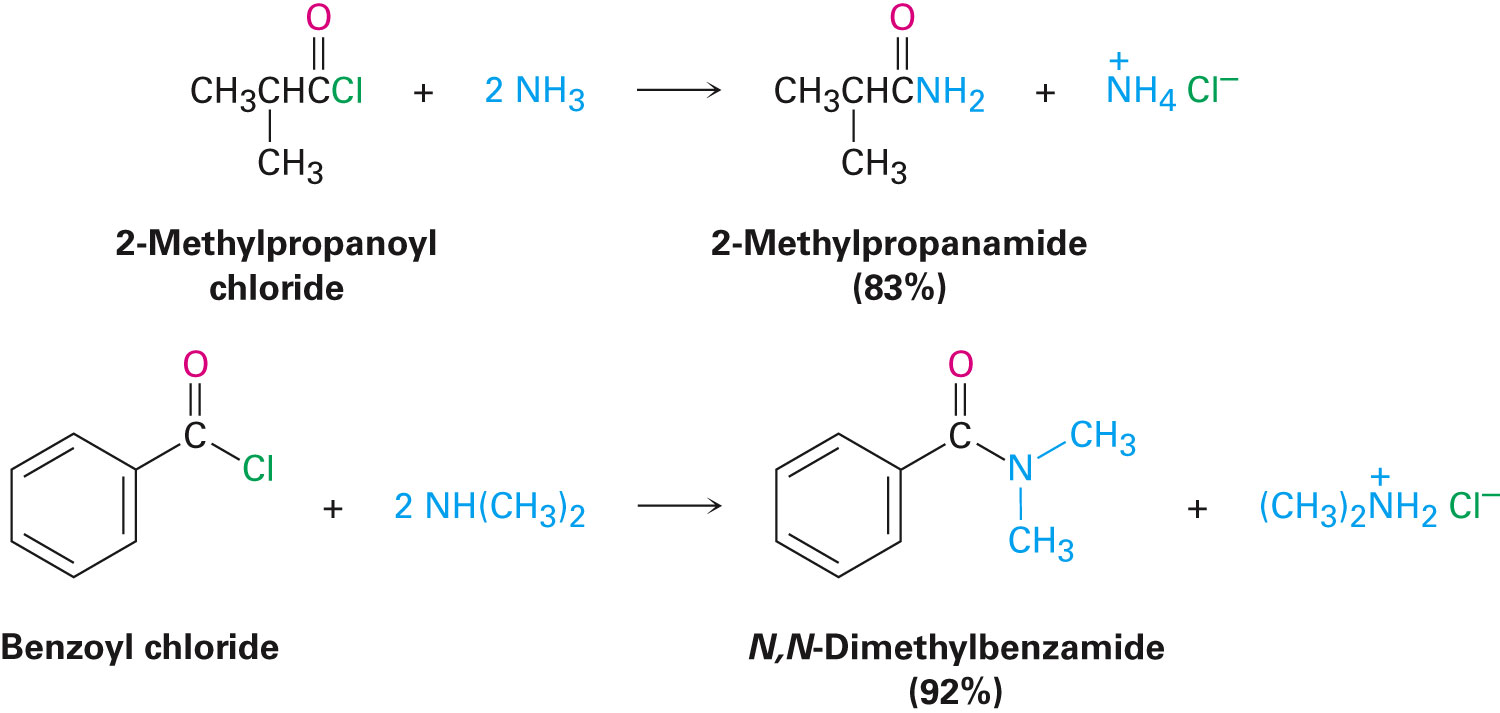 O O
+
CH₃CHCCl + 2 NH₃ ⟶ CH₃CHCNH₂ + NH₄ Cl⁻
CH₃ CH₃
2-Methylpropanoyl
chloride
2-Methylpropanamide
(83%)
O O
C C CH₃
Cl N
+
+ 2 NH(CH₃)₂ ⟶ + (CH₃)₂NH₂ Cl⁻
CH₃
Benzoyl chloride
N,N-Dimethylbenzamide
(92%)